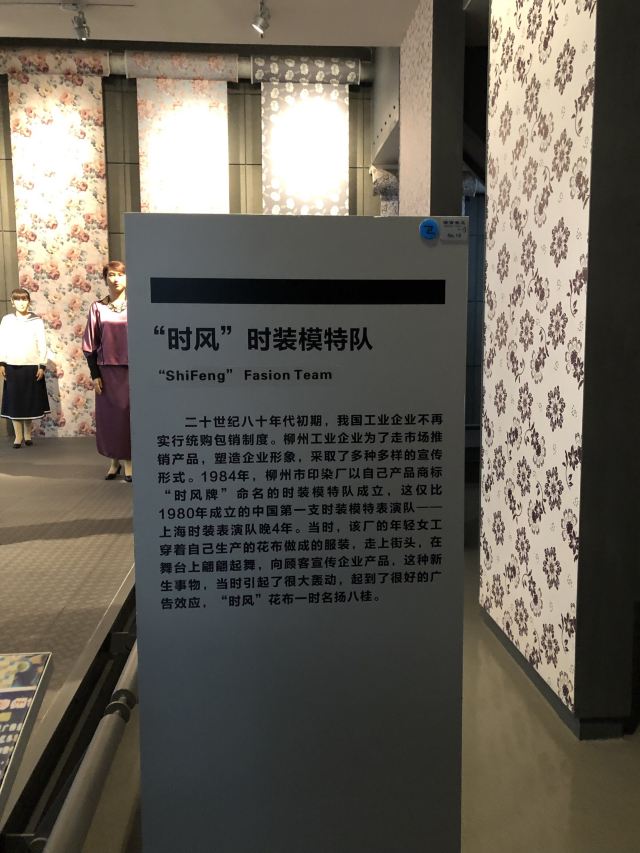 “时风”时装模特队
“ShiFeng” Fasion Team
二十世纪八十年代初期，我国工业企业不再
实行统购包销制度。柳州工业企业为了走市场推
销产品，塑造企业形象，采取了多种多样的宣传
形式。1984年，柳州市印染厂以自己产品商标
“时风牌”命名的时装模特队成立，这仅比
1980年成立的中国第一支时装模特表演队——
上海时装表演队晚4年。当时，该厂的年轻女工
穿着自己生产的花布做成的服装，走上街头，在
舞台上翩翩起舞，向顾客宣传企业产品，这种新
生事物，当时引起了很大轰动，起到了很好的广
告效应，“时风”花布一时名扬八桂。